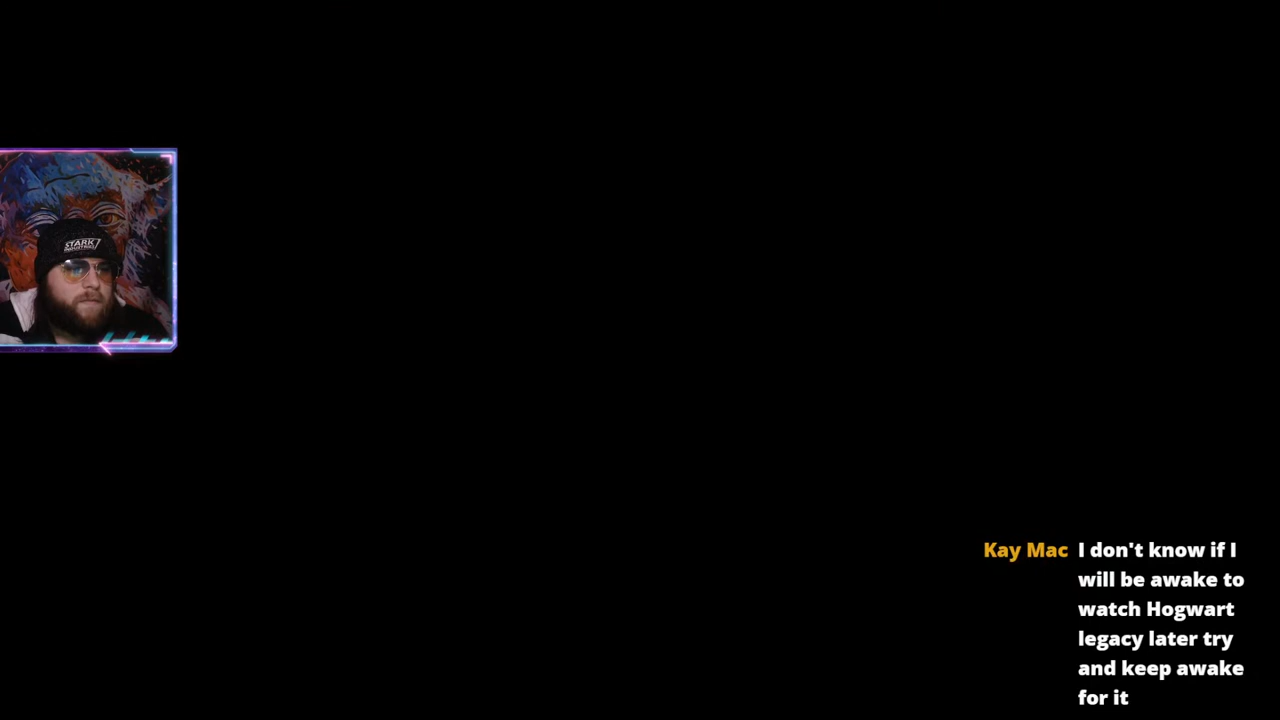 STARK
INDUSTRIES
Kay Mac I don't know if I
will be awake to
watch Hogwart
legacy later try
and keep awake
for it